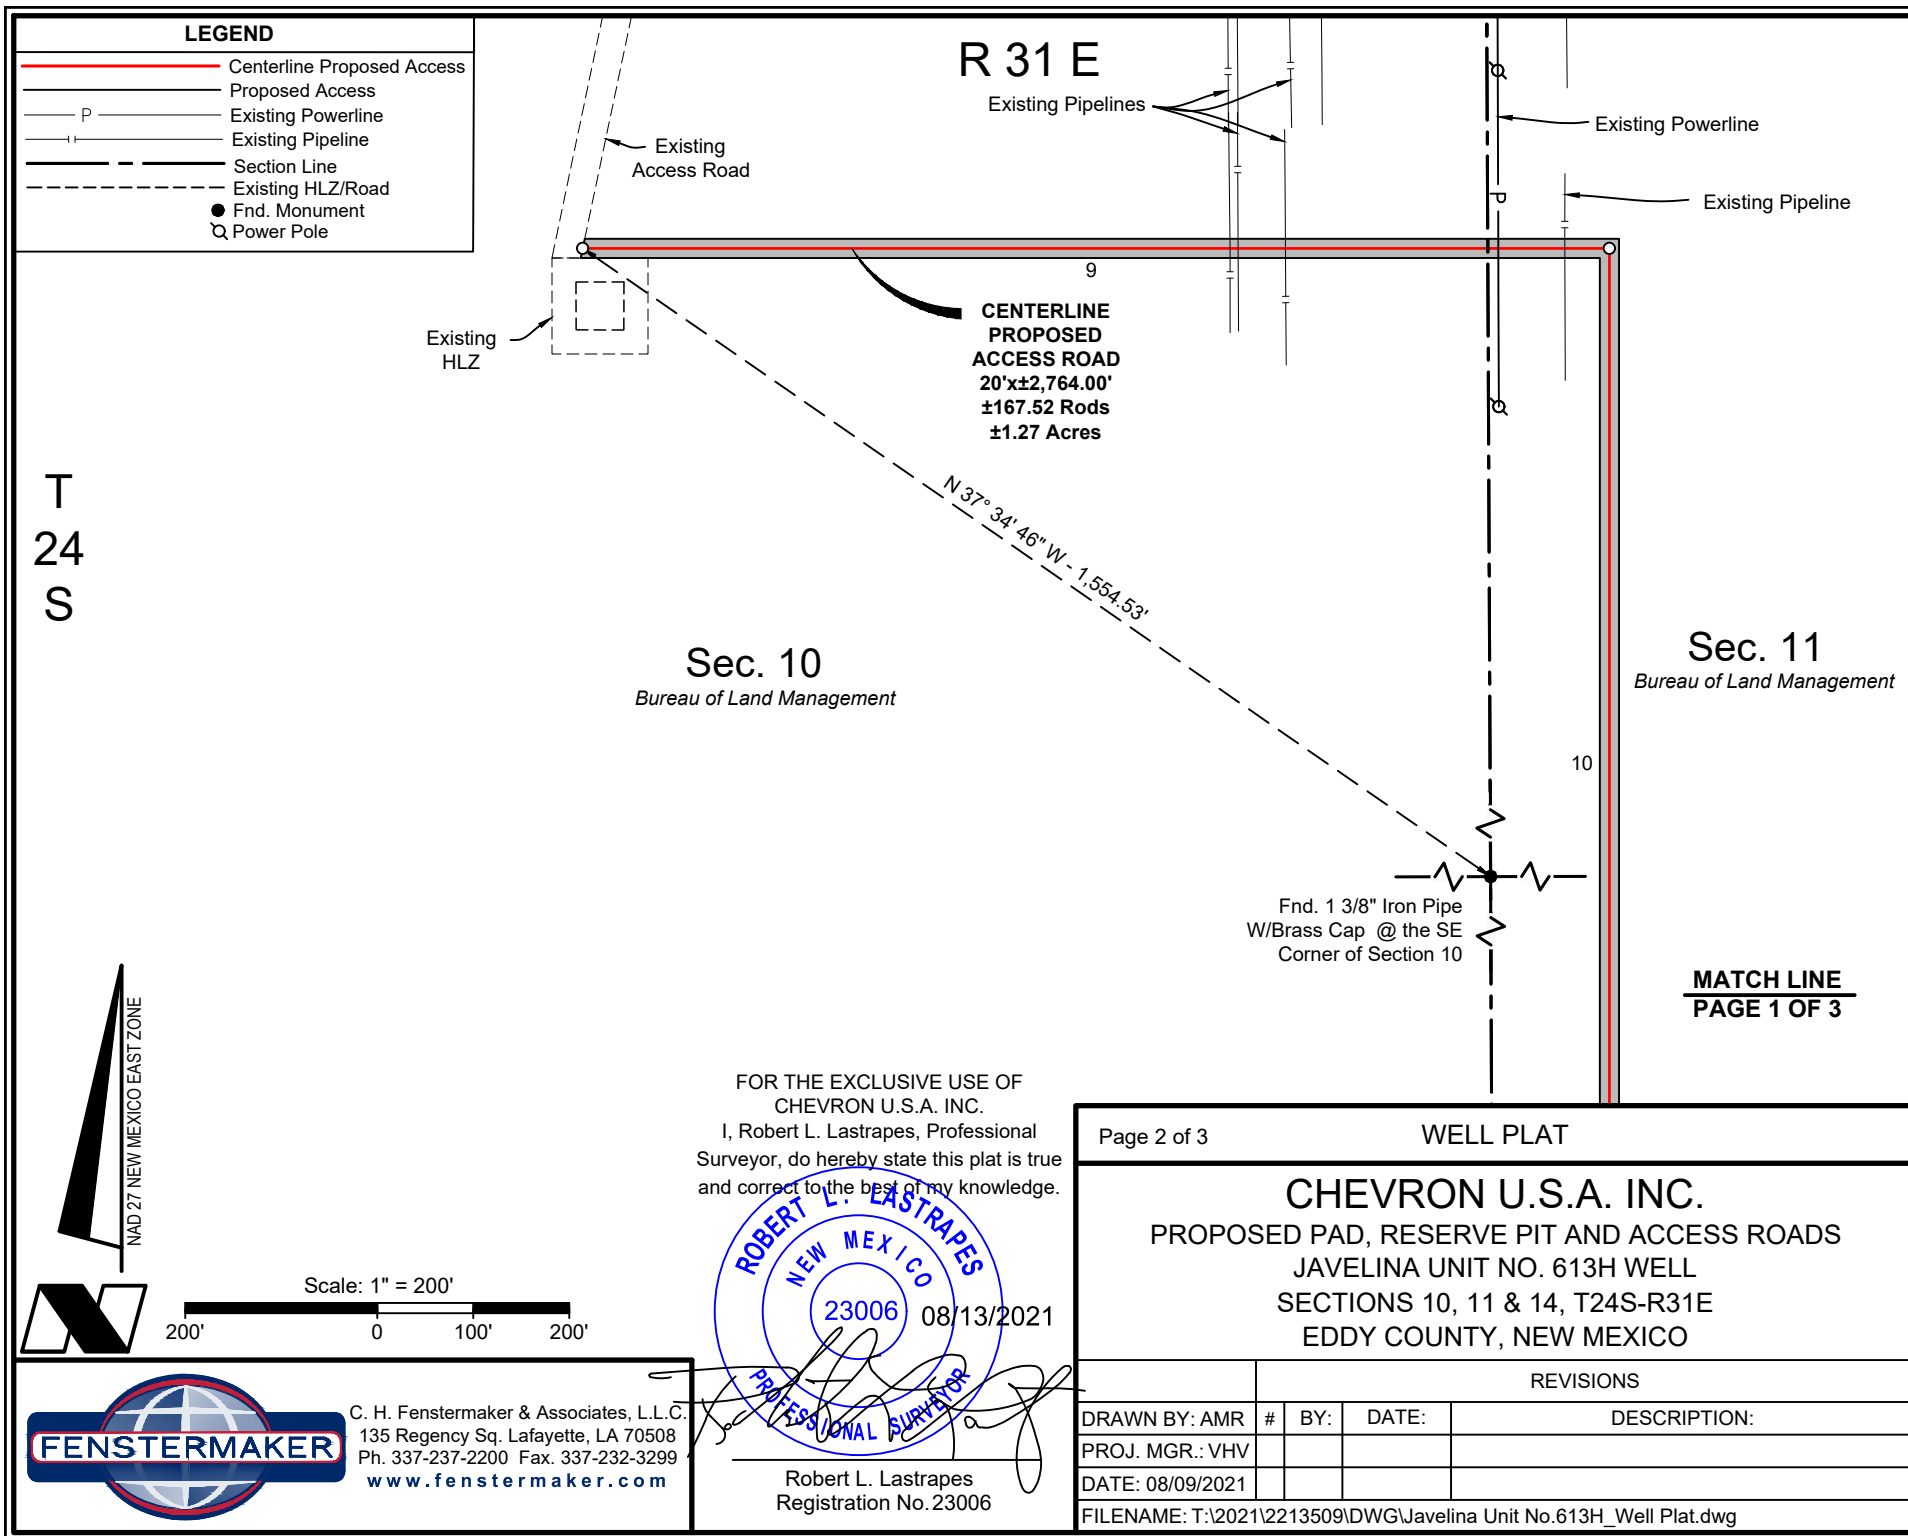 LEGEND
Centerline Proposed Access
Proposed Access
P
Existing Powerline
Existing Pipeline
Section Line
Existing HLZ/Road
Fnd. Monument
Power Pole
R 31 E
Existing Pipelines
Existing
Access Road
Existing Powerline
P
Existing Pipeline
9
Existing
HLZ
CENTERLINE
PROPOSED
ACCESS ROAD
20'x±2,764.00'
±167.52 Rods
±1.27 Acres
T
24
S
N 37° 34' 46" W - 1,554.53'
Sec. 10
Bureau of Land Management
Sec. 11
Bureau of Land Management
10
Fnd. 1 3/8" Iron Pipe
W/Brass Cap @ the SE
Corner of Section 10
MATCH LINE
PAGE 1 OF 3
NAD 27 NEW MEXICO EAST ZONE
Scale: 1" = 200'
200' 0 100' 200'
FOR THE EXCLUSIVE USE OF
CHEVRON U.S.A. INC.
I, Robert L. Lastrapes, Professional
Surveyor, do hereby state this plat is true
and correct to the best of my knowledge.
ROBERT L. LASTRAPES
NEW MEXICO
23006
PROFESSIONAL SURVEYOR
08/13/2021
Robert L. Lastrapes
Registration No. 23006
FENSTERMAKER
C. H. Fenstermaker & Associates, L.L.C.
135 Regency Sq. Lafayette, LA 70508
Ph. 337-237-2200 Fax. 337-232-3299
www.fenstermaker.com
Page 2 of 3
WELL PLAT
CHEVRON U.S.A. INC.
PROPOSED PAD, RESERVE PIT AND ACCESS ROADS
JAVELINA UNIT NO. 613H WELL
SECTIONS 10, 11 & 14, T24S-R31E
EDDY COUNTY, NEW MEXICO
REVISIONS
DRAWN BY: AMR # BY: DATE: DESCRIPTION:
PROJ. MGR.: VHV
DATE: 08/09/2021
FILENAME: T:\2021\2213509\DWG\Javelina Unit No.613H_Well Plat.dwg